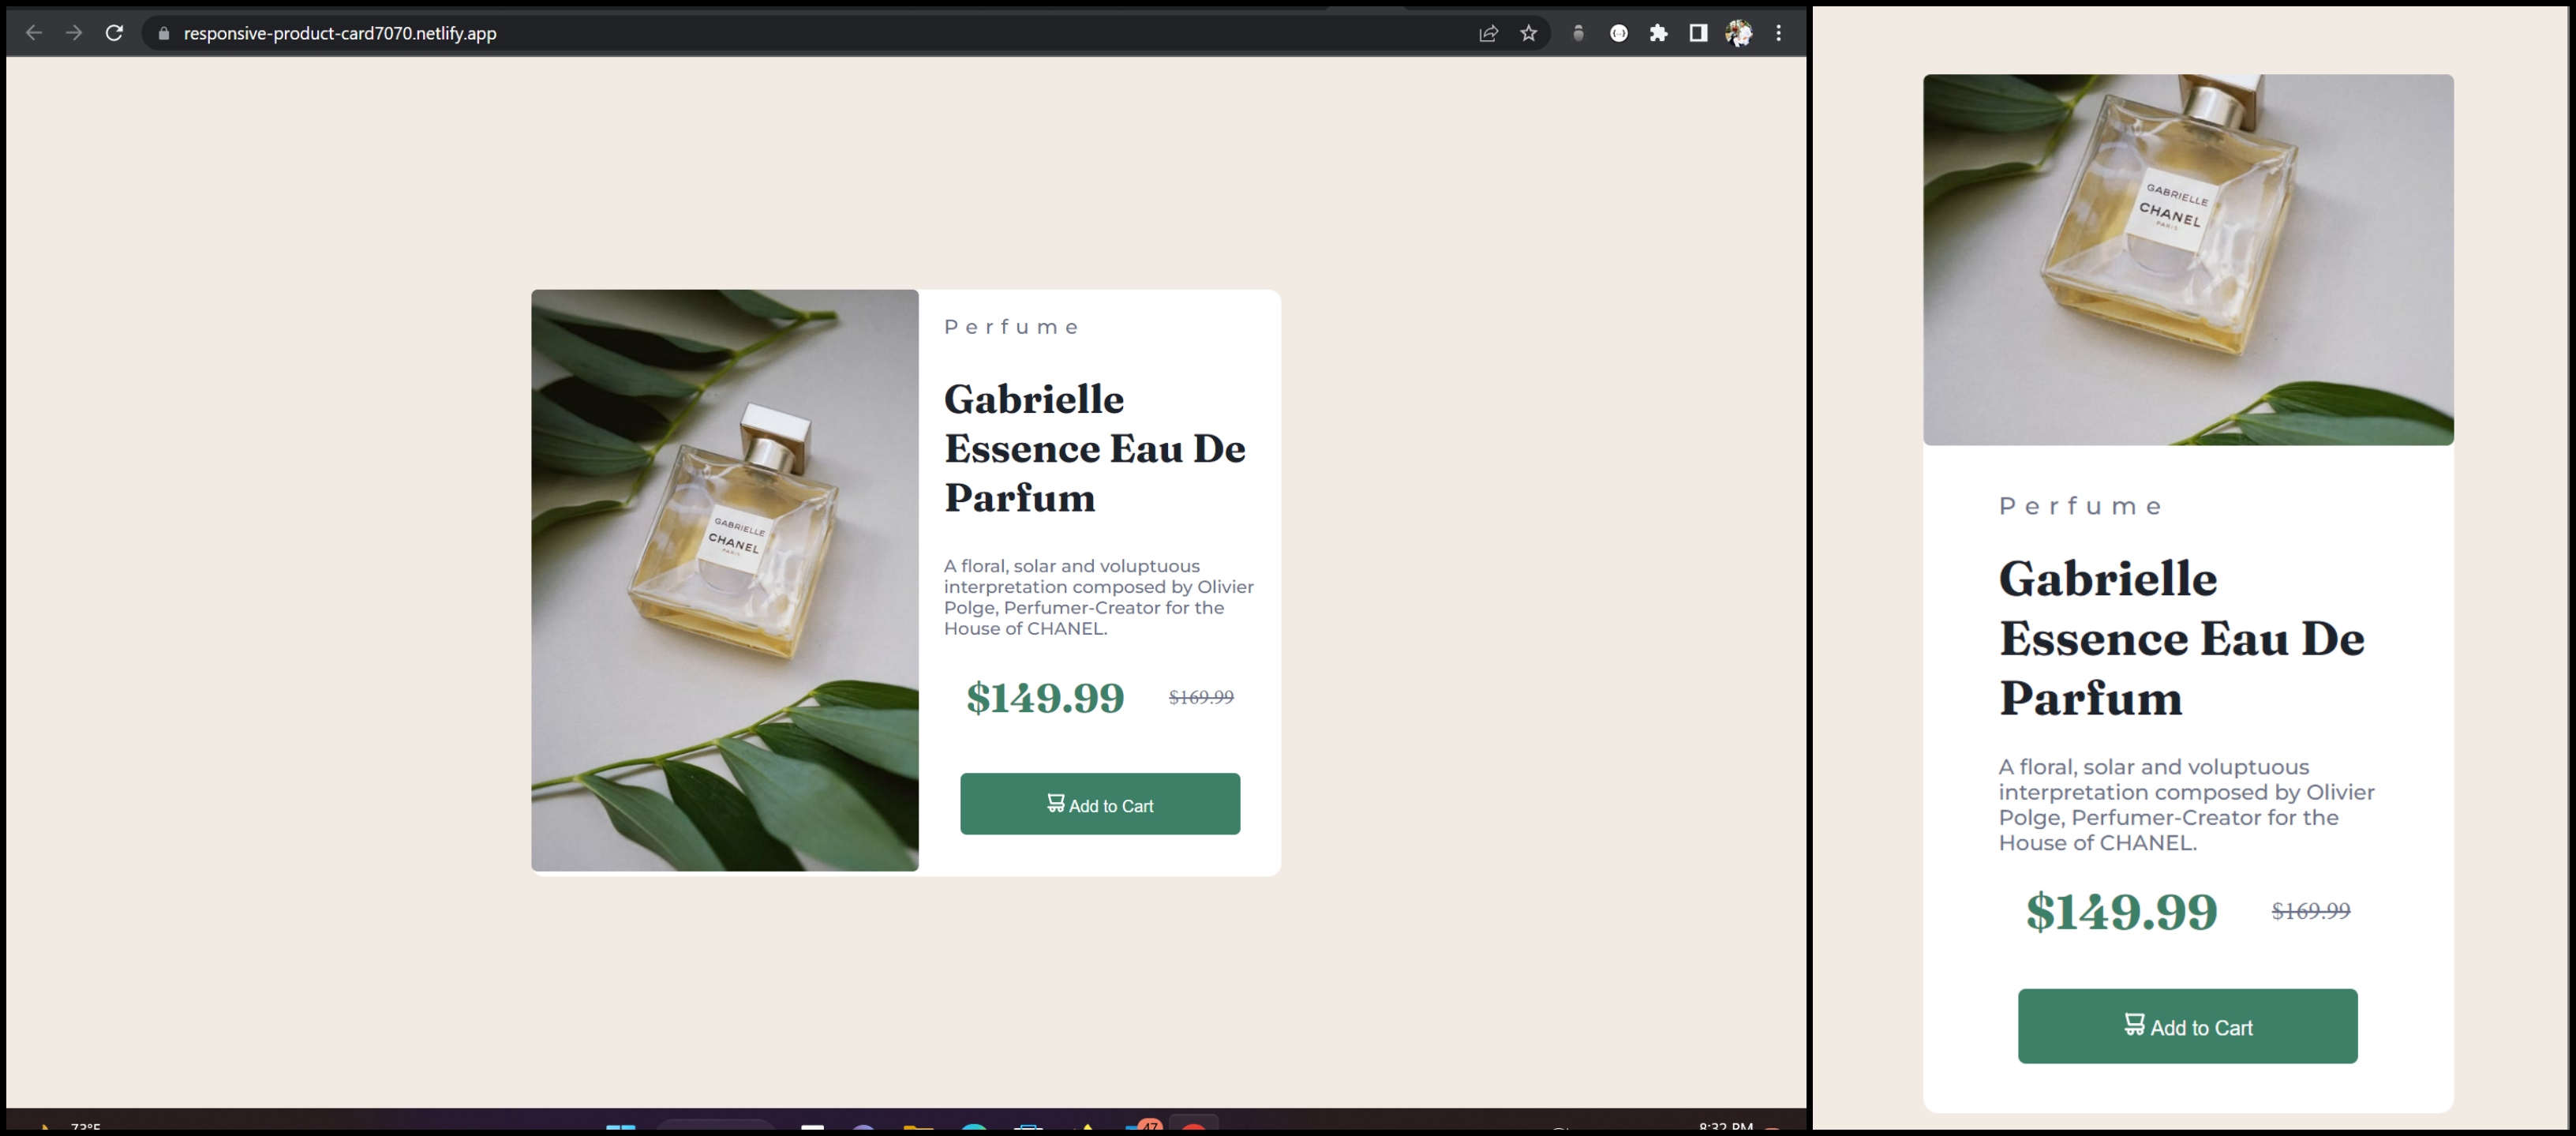 responsive-product-card7070.netlify.app
GABRIELLE
CHANEL
PARIS
Perfume
Gabrielle
Essence Eau De
Parfum
A floral, solar and voluptuous
interpretation composed by Olivier
Polge, Perfumer-Creator for the
House of CHANEL.
$149.99 $169.99
Add to Cart
73°F
47
8:32 PM
GABRIELLE
CHANEL
PARIS
Perfume
Gabrielle
Essence Eau De
Parfum
A floral, solar and voluptuous
interpretation composed by Olivier
Polge, Perfumer-Creator for the
House of CHANEL.
$149.99 $169.99
Add to Cart